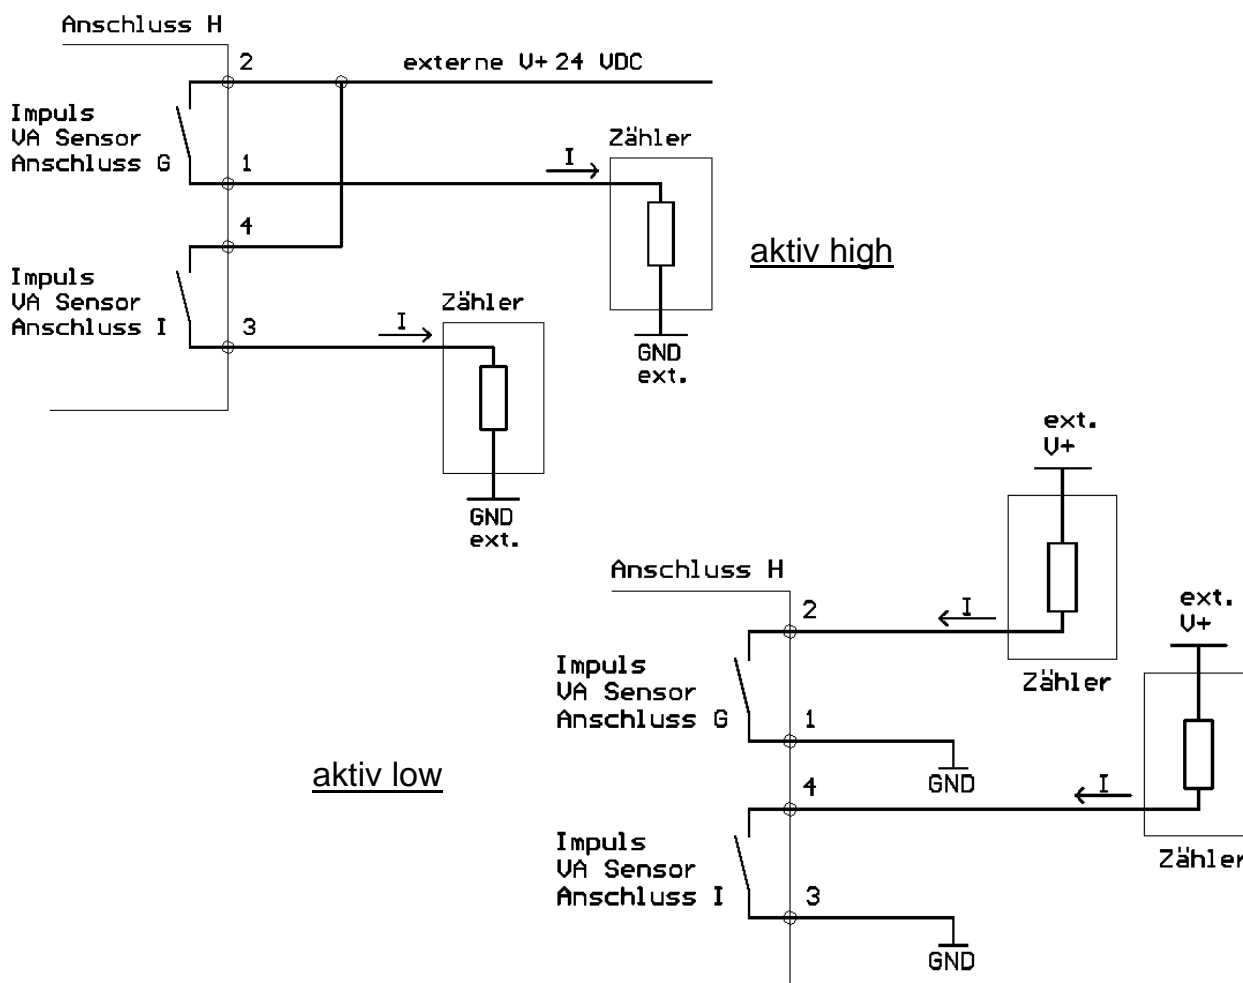 Anschluss H
2
externe V+ 24 VDC
Impuls
VA Sensor
Anschluss G
1
I
Zähler
4
aktiv high
Impuls
VA Sensor
Anschluss I
3
I
Zähler
GND
ext.
GND
ext.
ext.
V+
Anschluss H
2
I
Zähler
ext.
V+
Impuls
VA Sensor
Anschluss G
1
GND
aktiv low
4
I
Zähler
Impuls
VA Sensor
Anschluss I
3
GND